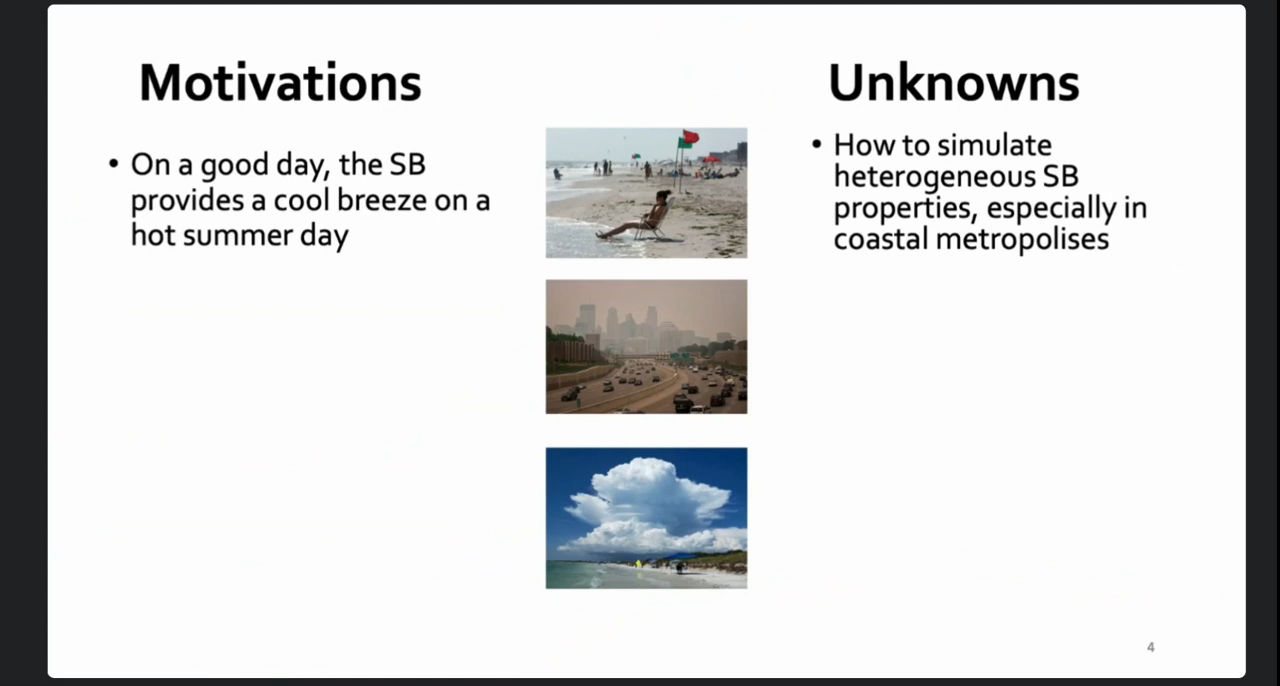 Motivations
• On a good day, the SB
provides a cool breeze on a
hot summer day
Unknowns
• How to simulate
heterogeneous SB
properties, especially in
coastal metropolises
4